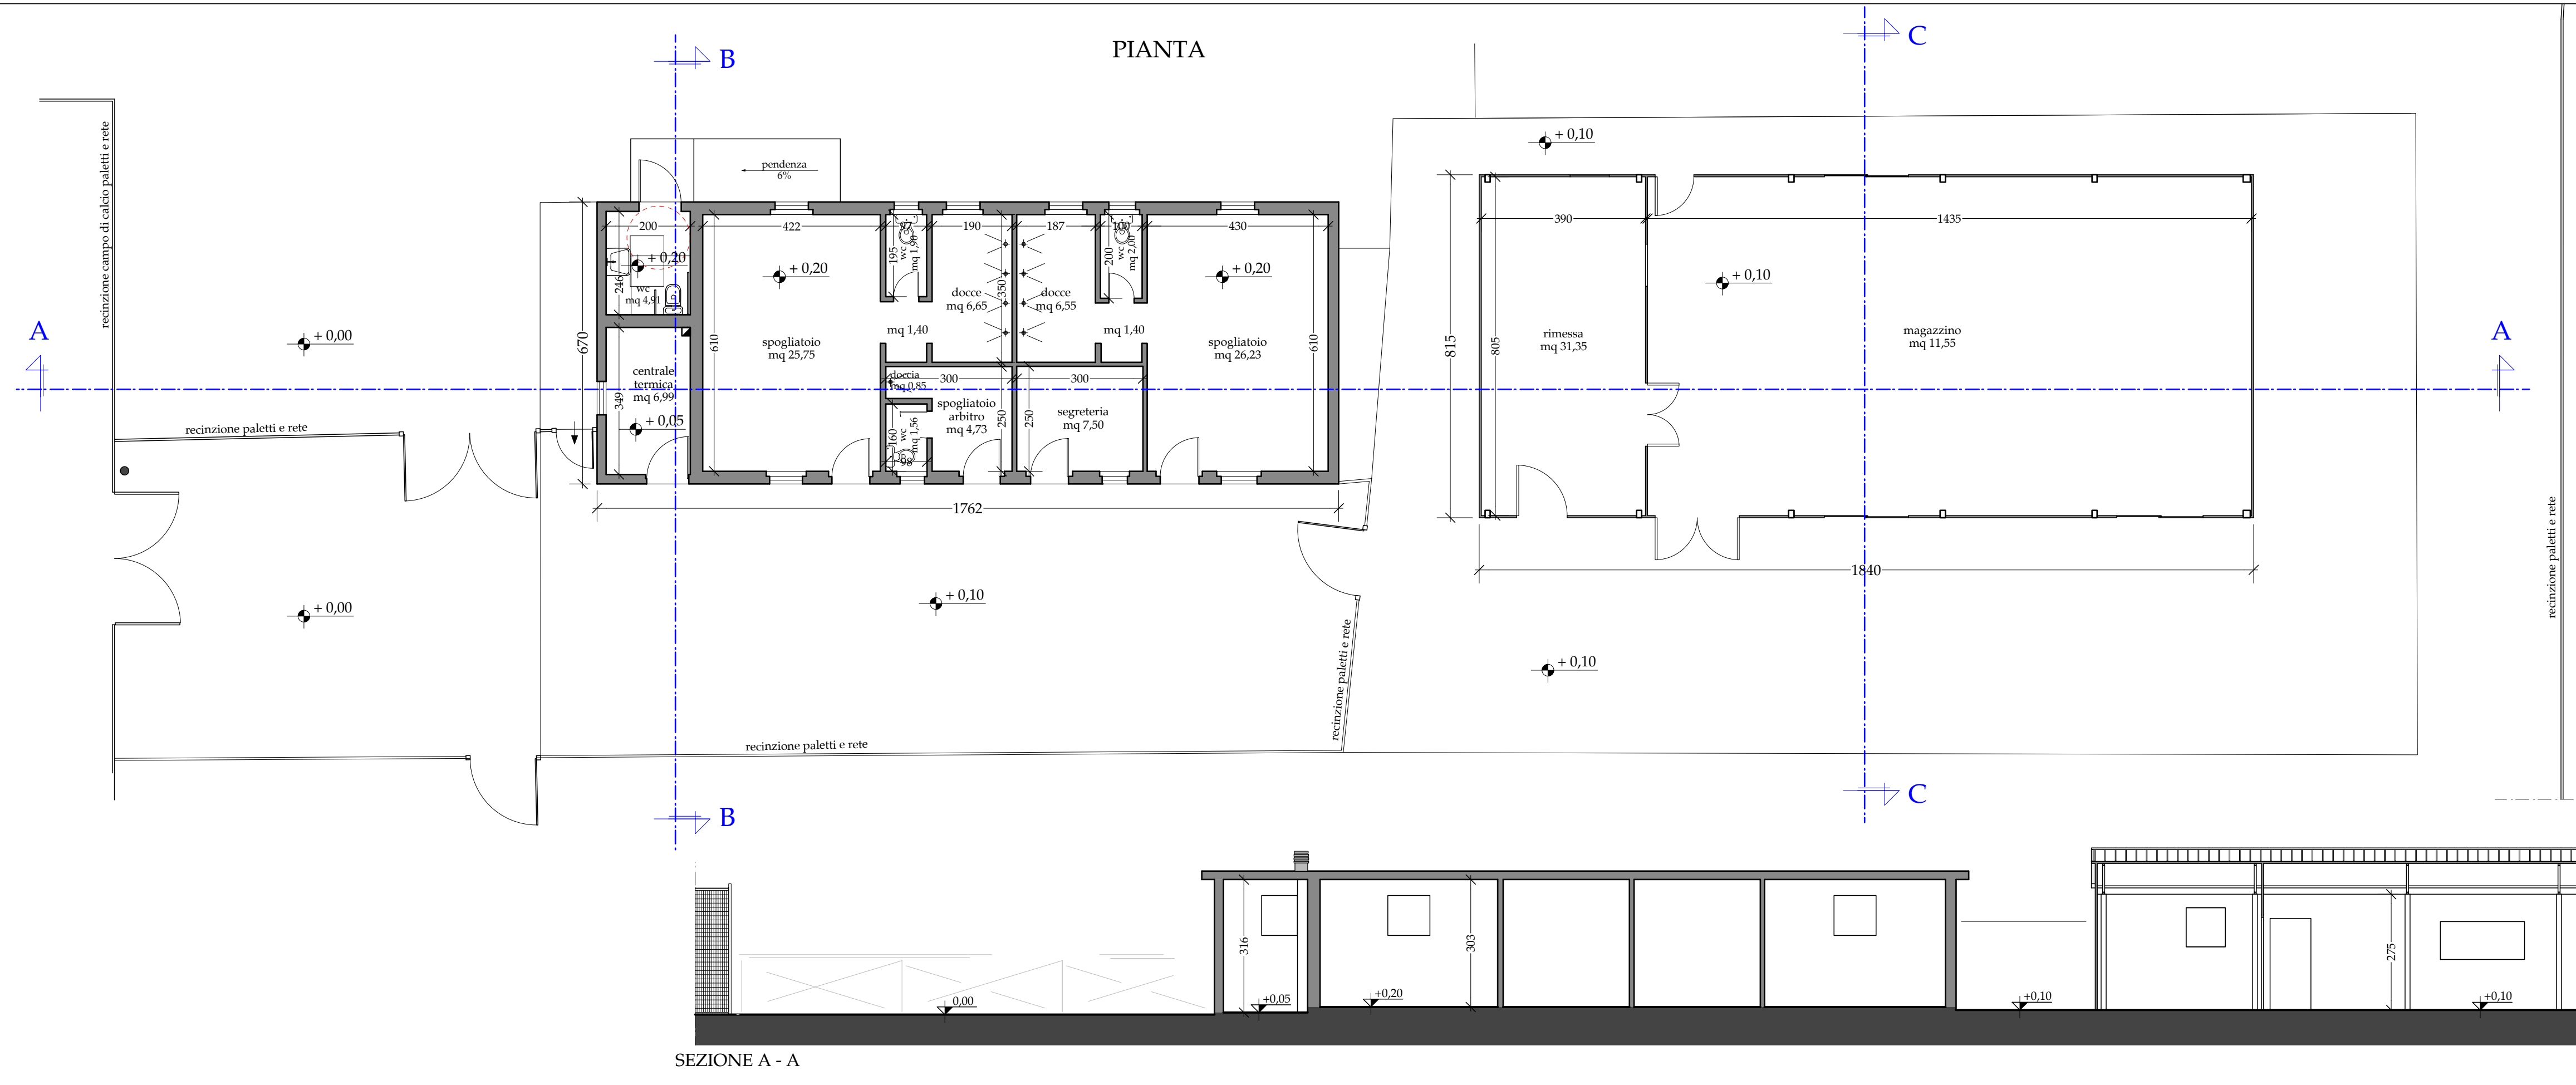 PIANTA
B
C
recinzione campo di calcio paletti e rete
pendenza
6%
+ 0,10
200
422
97
190
187
100
430
390
1435
195
wc
mq 1,90
200
wc
mq 2,00
+ 0,20
246
wc
mq 4,91
+ 0,20
docce
mq 6,65
350
docce
mq 6,55
+ 0,20
+ 0,10
A
+ 0,00
670
610
spogliatoio
mq 25,75
mq 1,40
mq 1,40
spogliatoio
mq 26,23
610
815
805
rimessa
mq 31,35
magazzino
mq 11,55
A
centrale
termica
mq 6,99
349
+ 0,05
doccia
mq 0,85
300
300
spogliatoio
arbitro
mq 4,73
250
250
segreteria
mq 7,50
160
wc
mq 1,56
98
recinzione paletti e rete
1762
1840
+ 0,00
+ 0,10
recinzione paletti e rete
recinzione paletti e rete
+ 0,10
recinzione paletti e rete
B
C
316
303
275
0,00
+0,05
+0,20
+0,10
+0,10
SEZIONE A - A